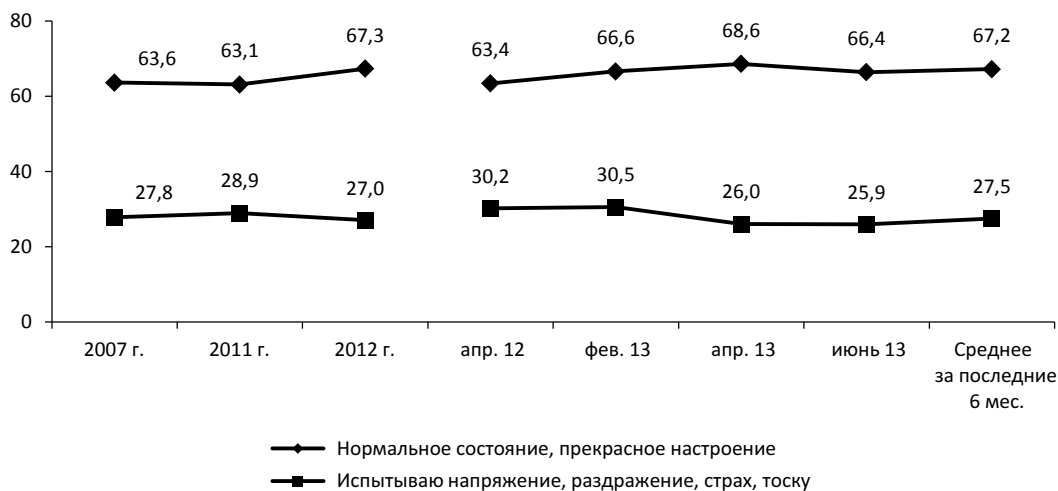 80
63,6 63,1 67,3 63,4 66,6 68,6 66,4 67,2
60
40
27,8 28,9 27,0 30,2 30,5 26,0 25,9 27,5
20
0
2007 г. 2011 г. 2012 г. апр. 12 фев. 13 апр. 13 июнь 13 Среднее
за последние
6 мес.
Нормальное состояние, прекрасное настроение
Испытываю напряжение, раздражение, страх, тоску